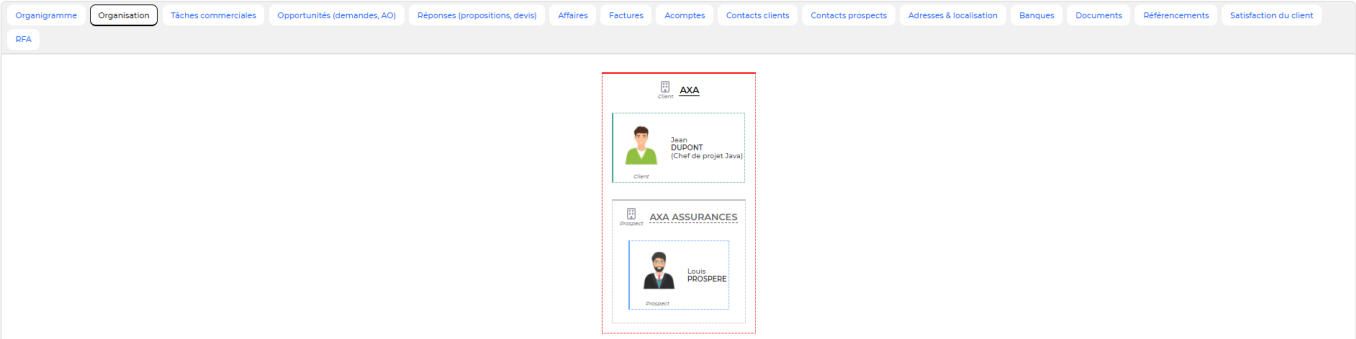 Organigramme Organisation Tâches commerciales Opportunités (demandes, AO) Réponses (propositions, devis) Affaires Factures Acomptes Contacts clients Contacts prospects Adresses & localisation Banques Documents Référencements Satisfaction du client
RFA
AXA
Client
Jean
DUPONT
(Chef de projet Java)
Client
AXA ASSURANCES
Prospect
Louis
PROSPERE
Prospect